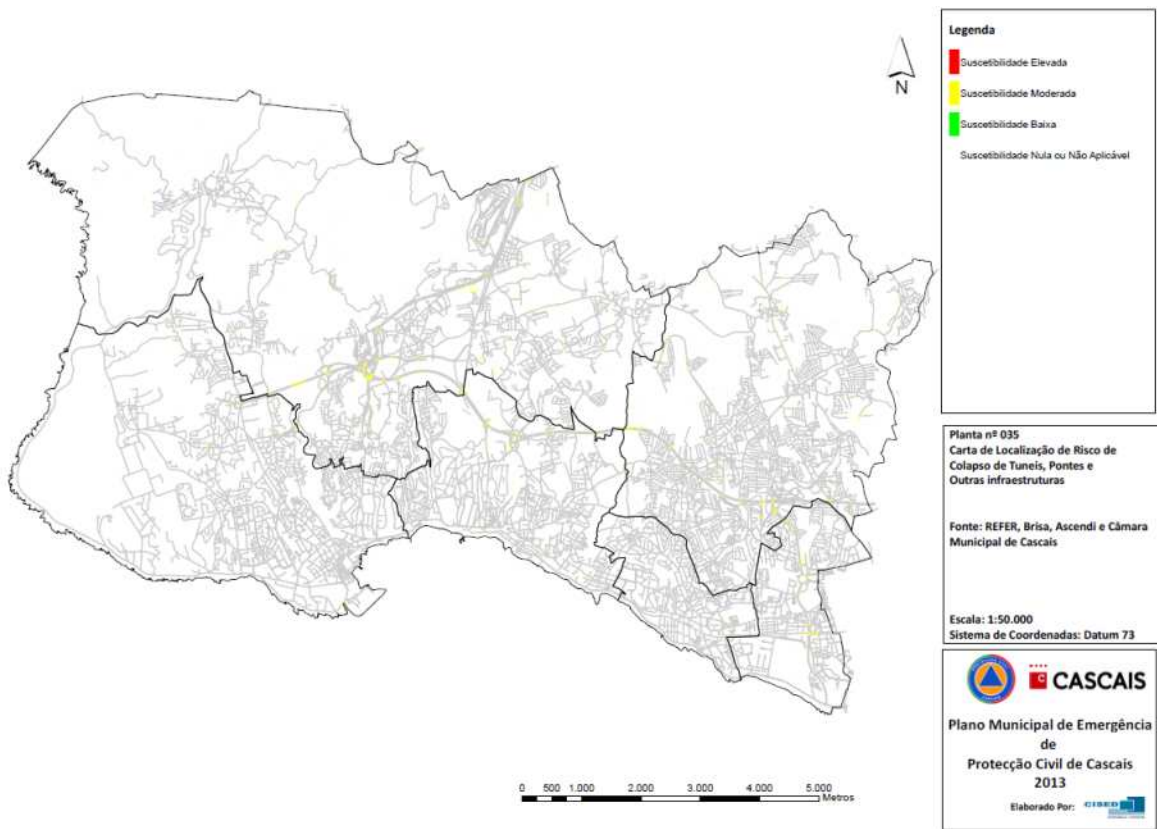 Legenda
Suscetibilidade Elevada
Suscetibilidade Moderada
Suscetibilidade Baixa
Suscetibilidade Nula ou Não Aplicável
N
Planta nº 035
Carta de Localização de Risco de
Colapso de Tuneis, Pontes e
Outras infraestruturas
Fonte: REFER, Brisa, Ascendi e Câmara
Municipal de Cascais
Escala: 1:50.000
Sistema de Coordenadas: Datum 73
C CASCAIS
Plano Municipal de Emergência
de
Protecção Civil de Cascais
2013
Elaborado Por: CISED
0 500 1.000 2.000 3.000 4.000 5.000
Metros